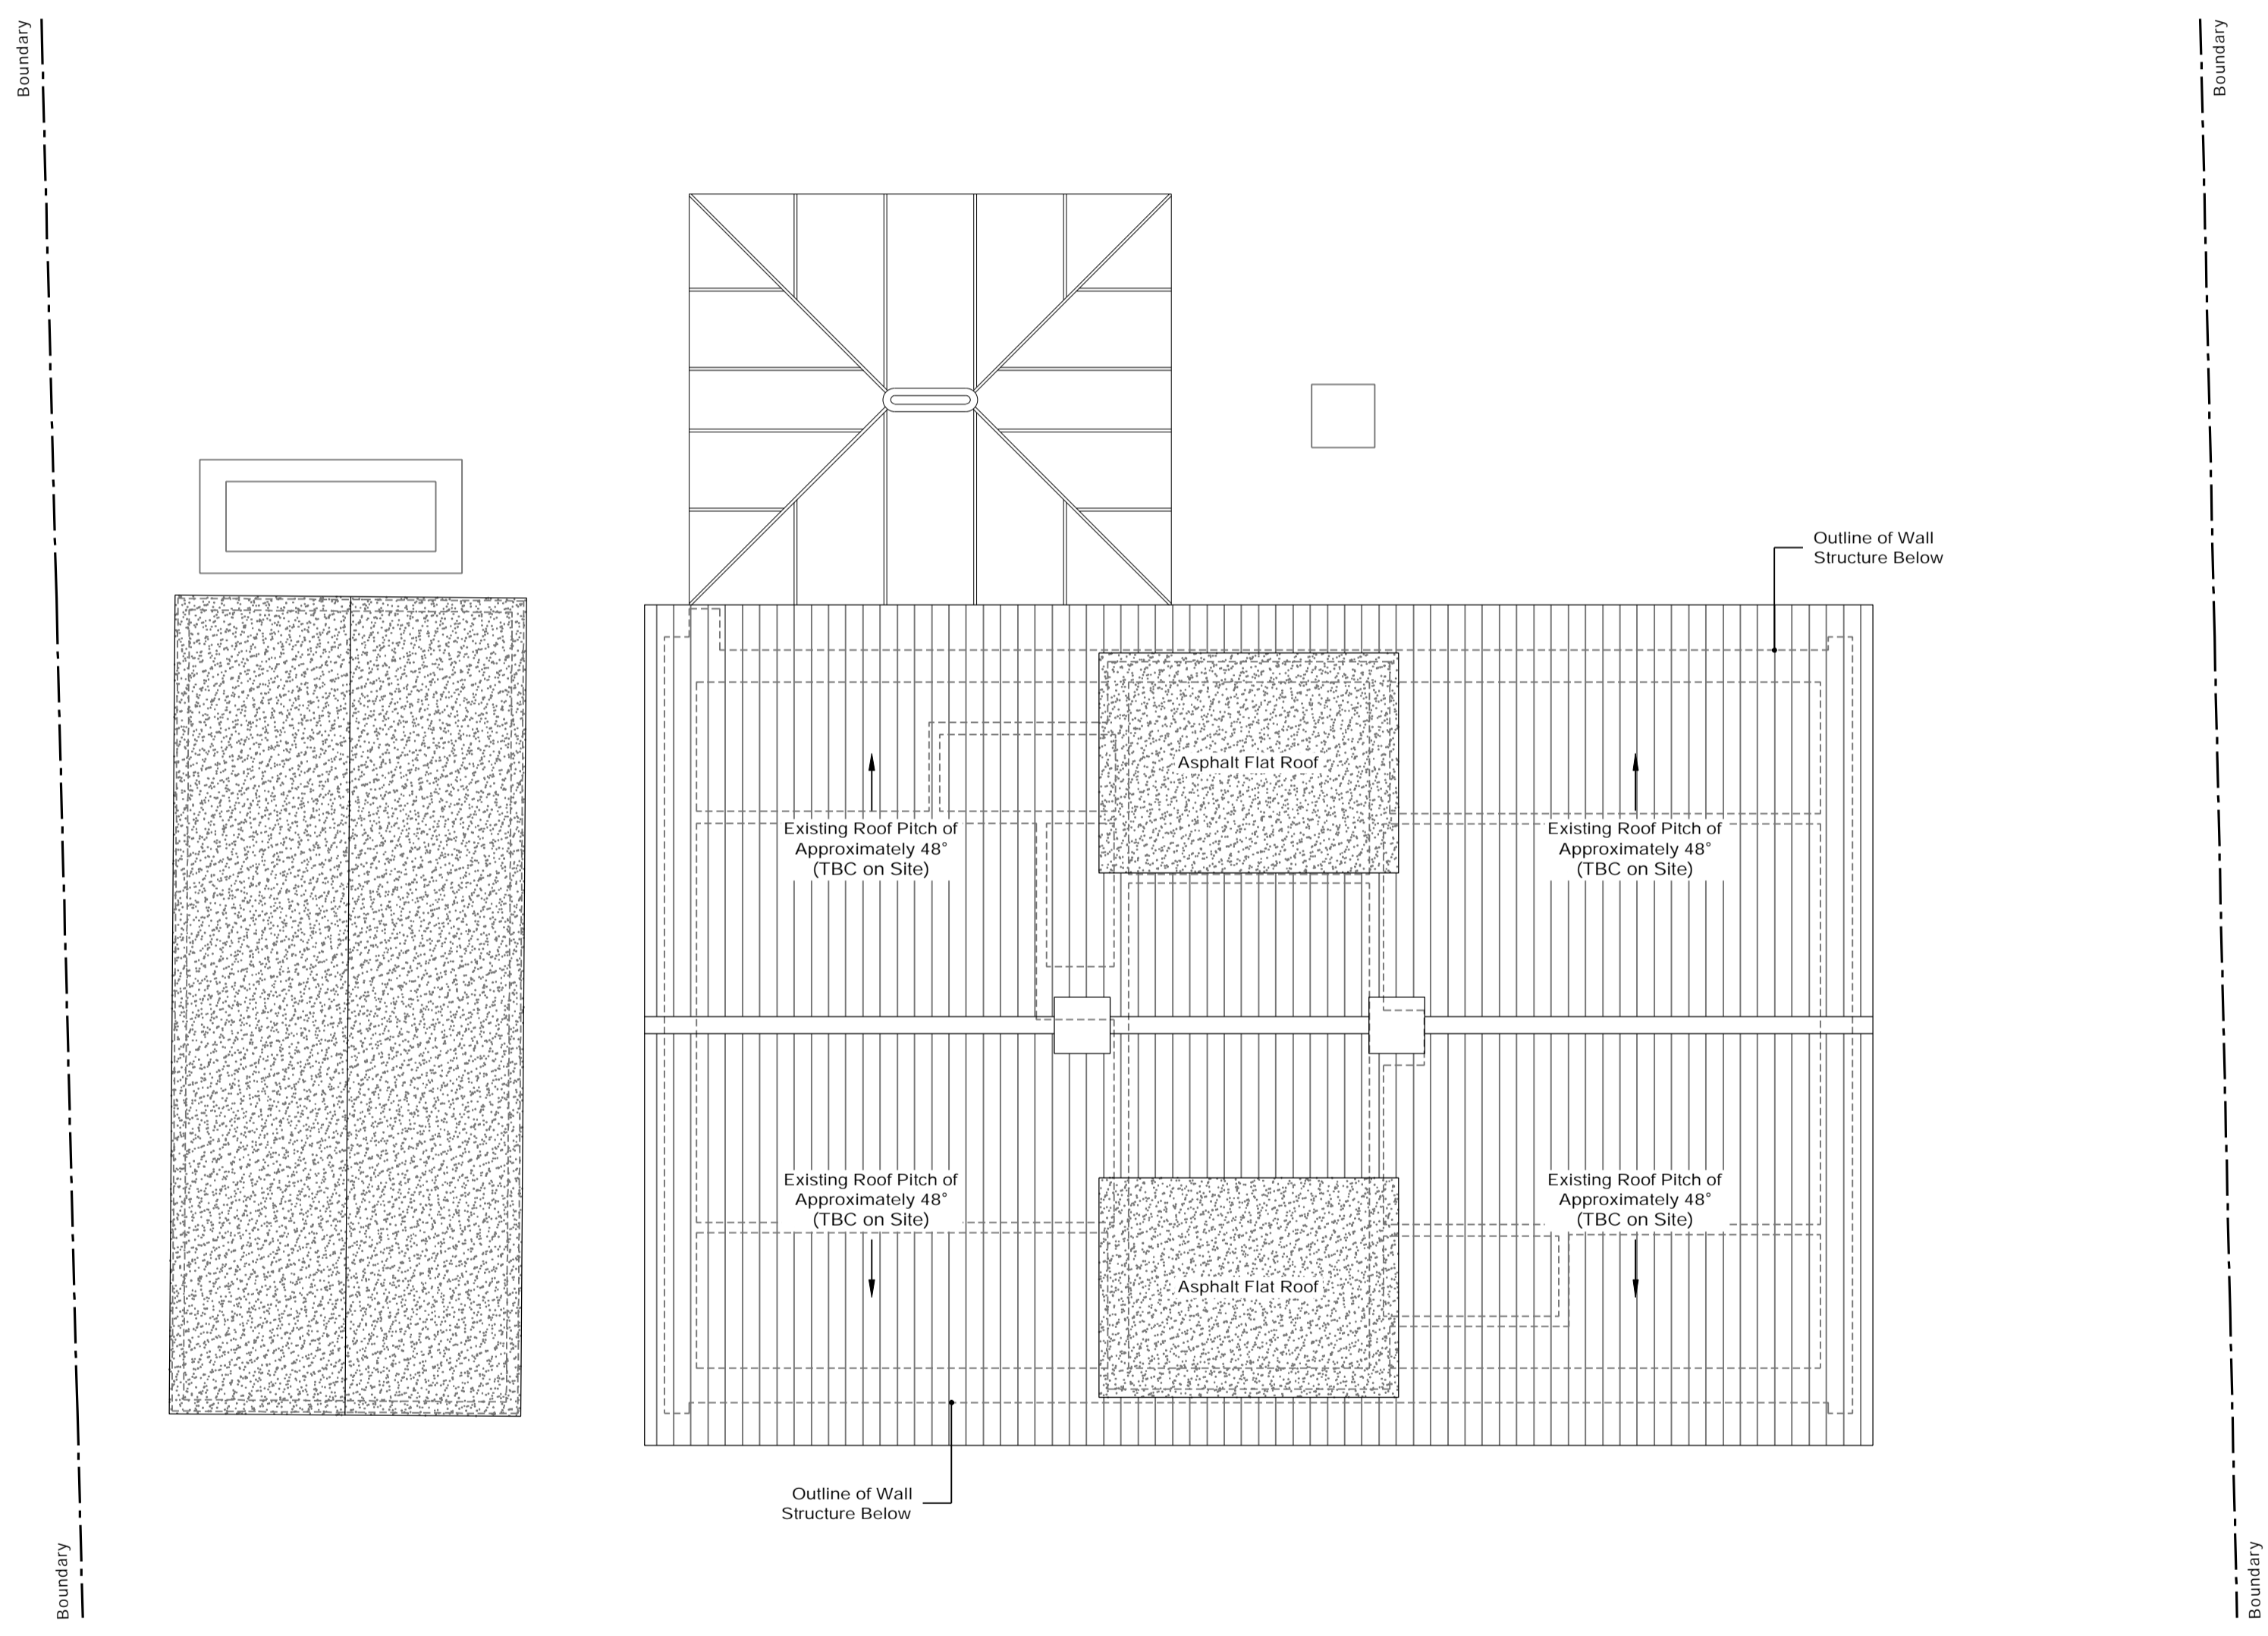 Boundary
Boundary
Outline of Wall
Structure Below
Asphalt Flat Roof
Existing Roof Pitch of
Approximately 48°
(TBC on Site)
Existing Roof Pitch of
Approximately 48°
(TBC on Site)
Existing Roof Pitch of
Approximately 48°
(TBC on Site)
Existing Roof Pitch of
Approximately 48°
(TBC on Site)
Asphalt Flat Roof
Outline of Wall
Structure Below
Boundary
Boundary